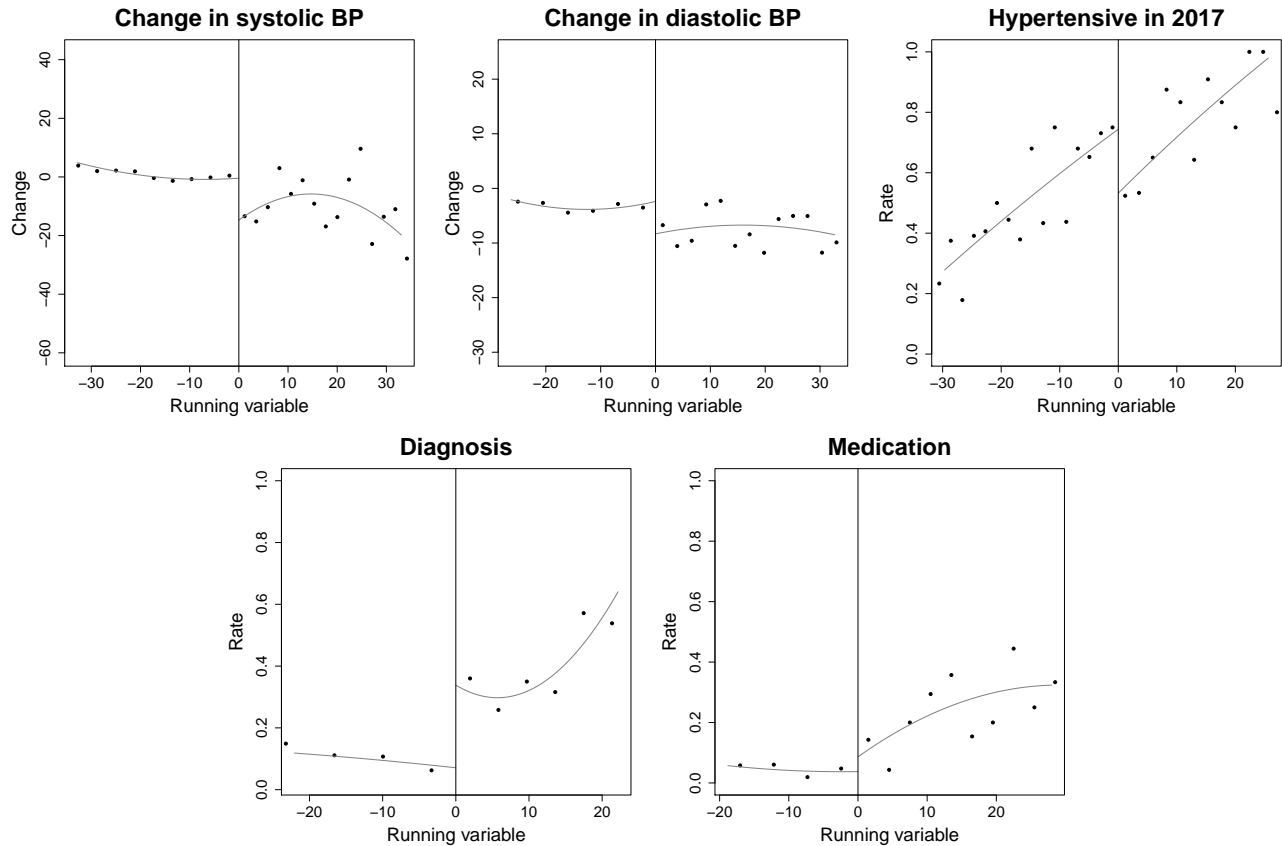 Change in systolic BP
40
20
0
−20
−40
−60
Change
−30 −20 −10 0 10 20 30
Running variable
Change in diastolic BP
20
10
0
−10
−20
−30
Change
−20 −10 0 10 20 30
Running variable
Hypertensive in 2017
1.0
0.8
0.6
0.4
0.2
0.0
Rate
−30 −20 −10 0 10 20
Running variable
Diagnosis
1.0
0.8
0.6
0.4
0.2
0.0
Rate
−20 −10 0 10 20
Running variable
Medication
1.0
0.8
0.6
0.4
0.2
0.0
Rate
−20 −10 0 10 20
Running variable